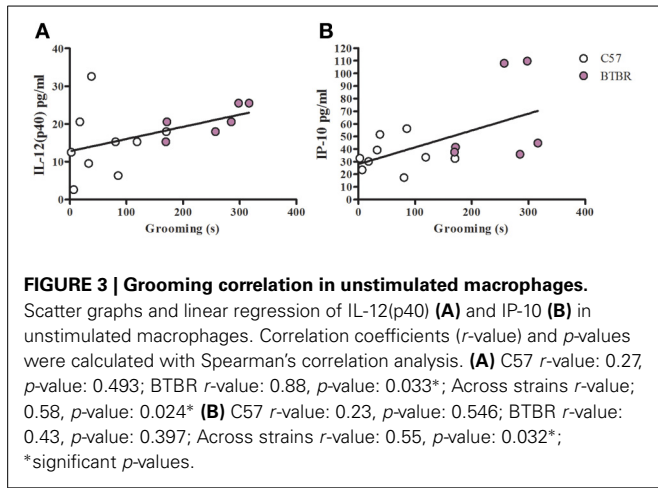 A
B
40
30
20
10
0
IL-12(p40) pg/ml
0 100 200 300 400
Grooming (s)
120
110
100
90
80
70
60
50
40
30
20
10
0
IP-10 pg/ml
0 100 200 300 400
Grooming (s)
C57
BTBR
FIGURE 3 | Grooming correlation in unstimulated macrophages.
Scatter graphs and linear regression of IL-12(p40) (A) and IP-10 (B) in
unstimulated macrophages. Correlation coefficients (r-value) and p-values
were calculated with Spearman's correlation analysis. (A) C57 r-value: 0.27,
p-value: 0.493; BTBR r-value: 0.88, p-value: 0.033*; Across strains r-value;
0.58, p-value: 0.024* (B) C57 r-value: 0.23, p-value: 0.546; BTBR r-value:
0.43, p-value: 0.397; Across strains r-value: 0.55, p-value: 0.032*;
*significant p-values.